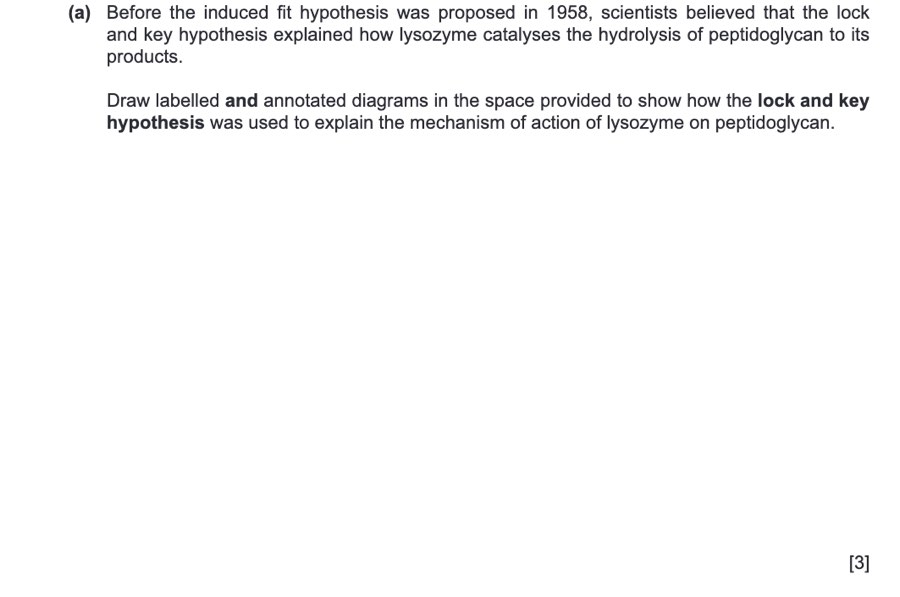 (a) Before the induced fit hypothesis was proposed in 1958, scientists believed that the lock
and key hypothesis explained how lysozyme catalyses the hydrolysis of peptidoglycan to its
products.
Draw labelled and annotated diagrams in the space provided to show how the lock and key
hypothesis was used to explain the mechanism of action of lysozyme on peptidoglycan.
[3]